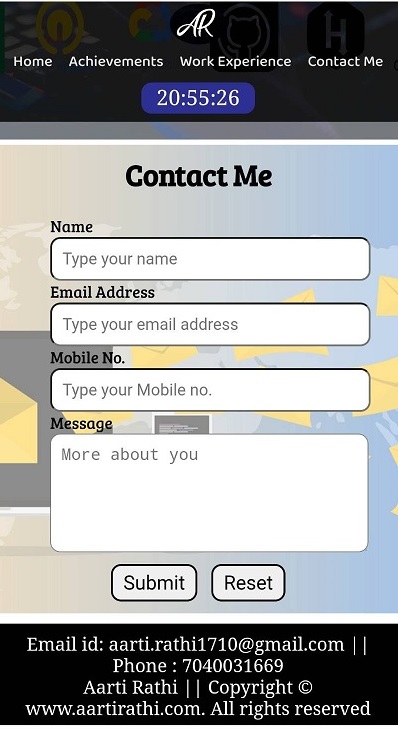 AR
Home Achievements Work Experience Contact Me
20:55:26
Contact Me
Name
Type your name
Email Address
Type your email address
Mobile No.
Type your Mobile no.
Message
More about you
Submit Reset
Email id: aarti.rathi1710@gmail.com ||
Phone : 7040031669
Aarti Rathi || Copyright ©
www.aartirathi.com. All rights reserved